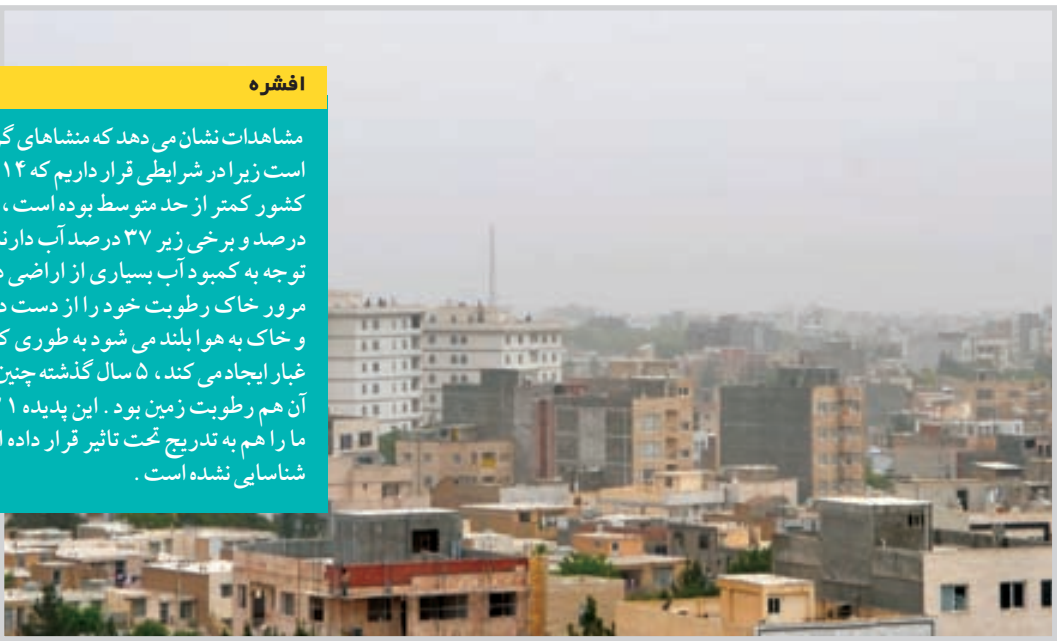 افشره
مشاهدات نشان می دهد که منشاهای
است زیرا در شرایطی قرار داریم که ۱۴
کشور کمتر از حد متوسط بوده است ،
درصد و برخی زیر ۳۷ درصد آب
توجه به کمبود آب بسیاری از اراضی
مرور خاک رطوبت خود را از دست
و خاک به هوا بلند می شود به طوری
غبار ایجاد می کند ، ۵ سال گذشته
آن هم رطوبت زمین بود . این پدیده
ما را هم به تدریج تحت تاثیر قرار داده
شناسایی نشده است .